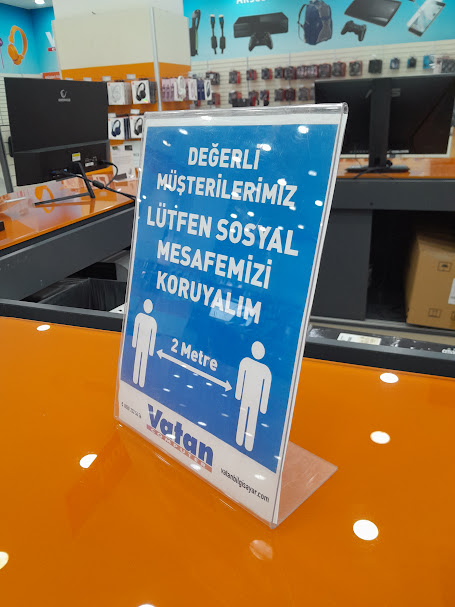 DEĞERLİ
MÜŞTERİLERİMİZ
LÜTFEN SOSYAL
MESAFEMİZİ
KORUYALIM
2 Metre
Vatan
vatanbilgisayar.com